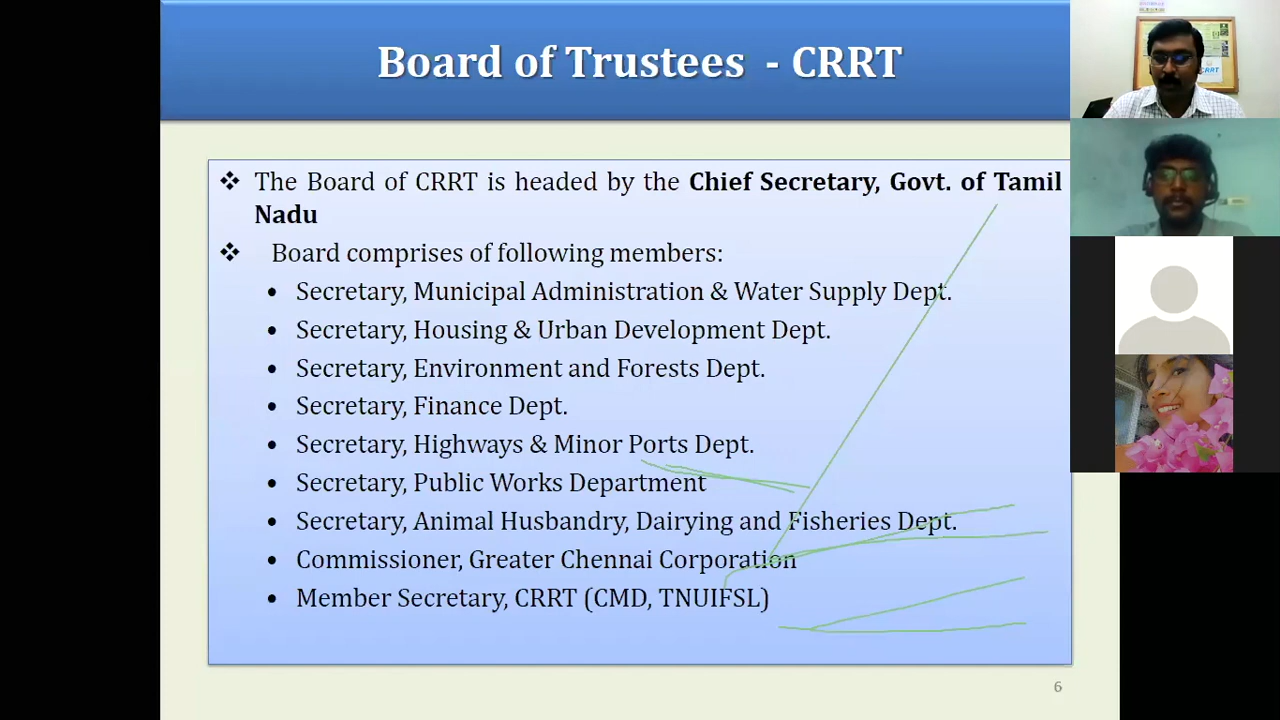 Board of Trustees - CRRT
❖ The Board of CRRT is headed by the Chief Secretary, Govt. of Tamil
Nadu
❖ Board comprises of following members:
• Secretary, Municipal Administration & Water Supply Dept.
• Secretary, Housing & Urban Development Dept.
• Secretary, Environment and Forests Dept.
• Secretary, Finance Dept.
• Secretary, Highways & Minor Ports Dept.
• Secretary, Public Works Department
• Secretary, Animal Husbandry, Dairying and Fisheries Dept.
• Commissioner, Greater Chennai Corporation
• Member Secretary, CRRT (CMD, TNUIFSL)
6
CRRT